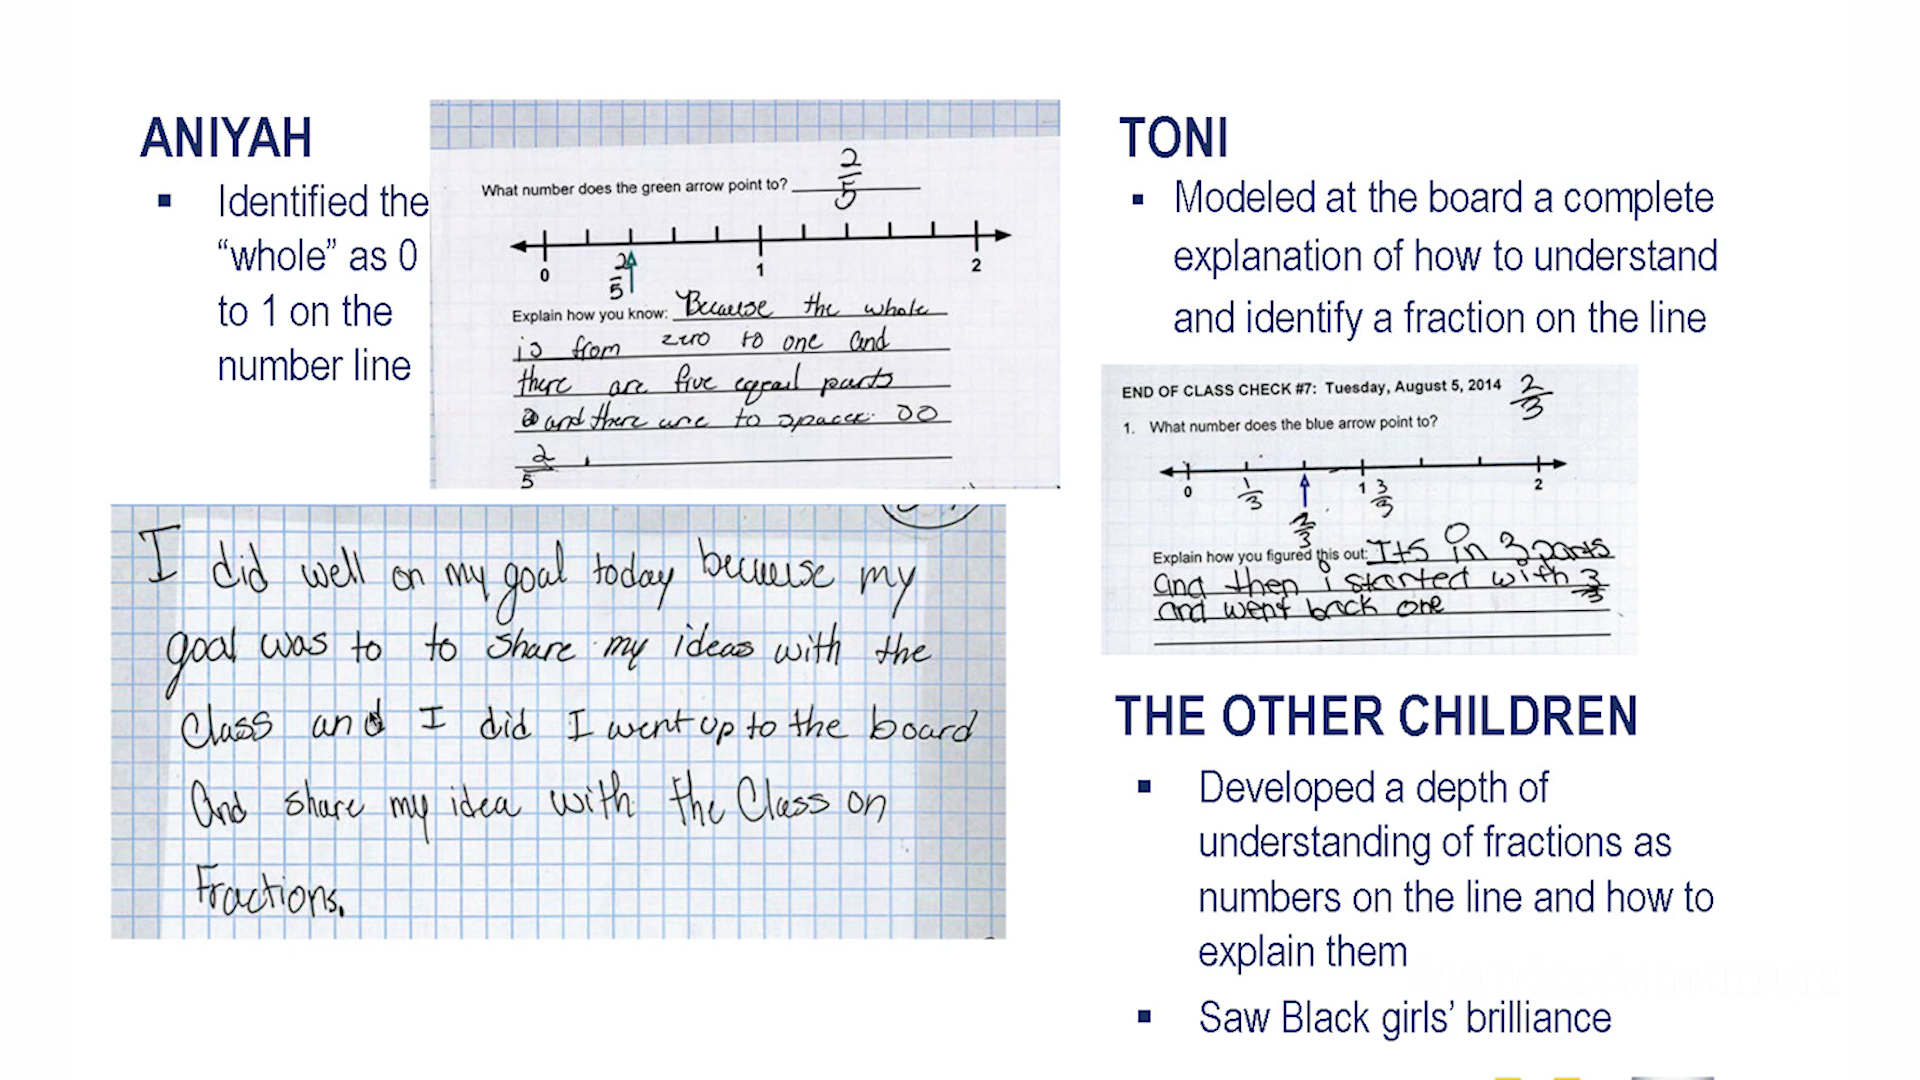 ANIYAH
▪ Identified the
“whole” as 0
to 1 on the
number line
What number does the green arrow point to? 2/5
0 1 2
2/5
Explain how you know: Because the whole
is from zero to one and
there are five equal parts
and there are to spaces
2/5
I did well on my goal today because my
goal was to to share my ideas with the
Class and I did I went up to the board
And share my idea with the Class on
Fractions.
TONI
▪ Modeled at the board a complete
explanation of how to understand
and identify a fraction on the line
END OF CLASS CHECK #7: Tuesday, August 5, 2014 2/3
1. What number does the blue arrow point to?
0 1/3 2/3 1 3/3 2
Explain how you figured this out: Its in 3 parts
and then i started with 3/3
and went back one
THE OTHER CHILDREN
▪ Developed a depth of
understanding of fractions as
numbers on the line and how to
explain them
▪ Saw Black girls’ brilliance